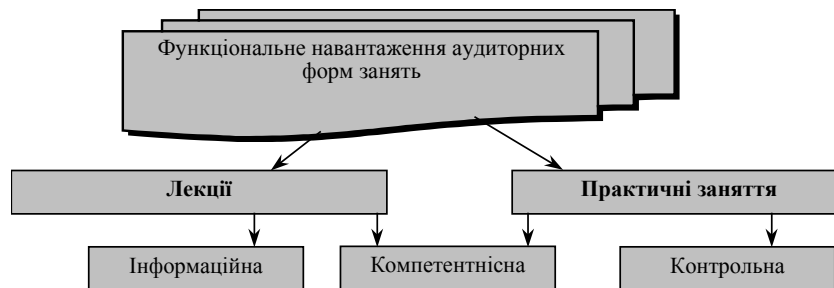 Функціональне навантаження аудиторних
форм занять
Лекції
Практичні заняття
Інформаційна
Компетентнісна
Контрольна